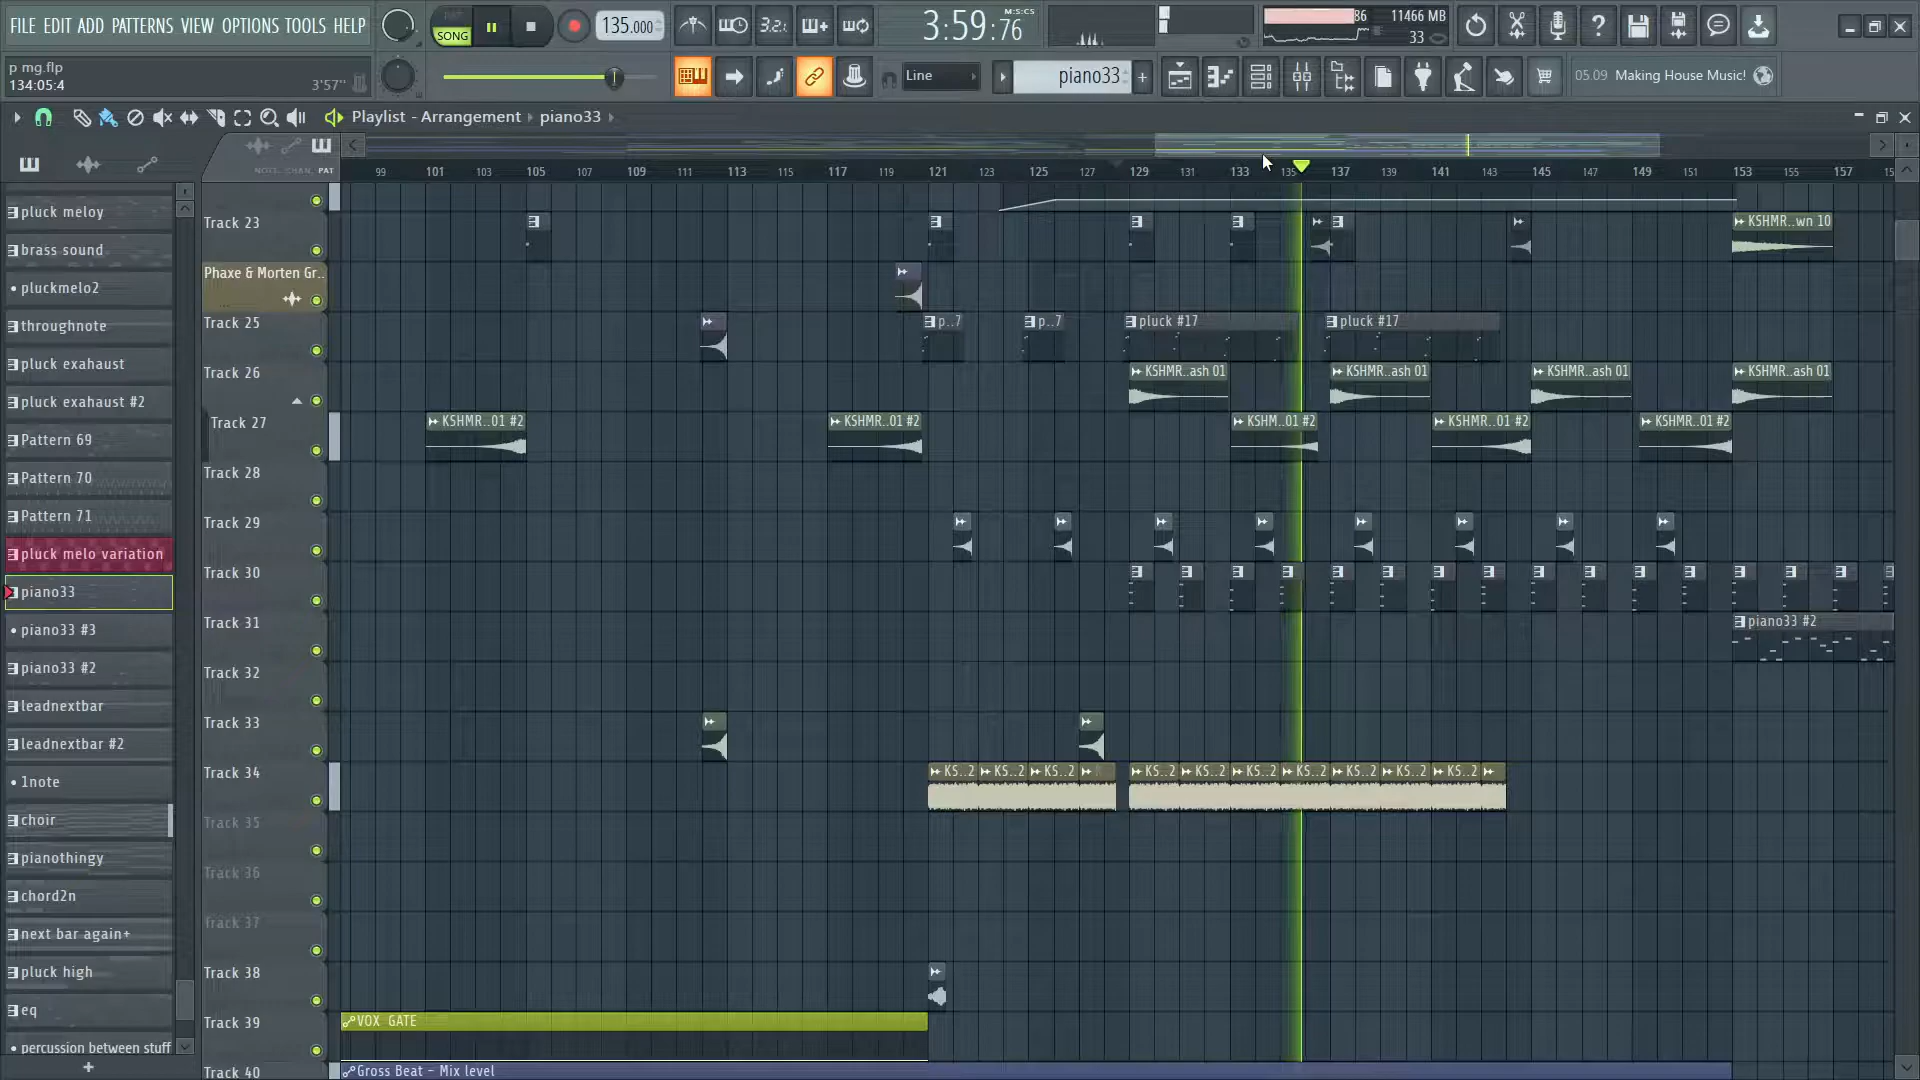 FILE EDIT ADD PATTERNS VIEW OPTIONS TOOLS HELP
PAT
SONG
135.000
3:59:76
M:S:CS
86
11466 MB
33
p mg.flp
134:05:4
3'57"
Line
piano33
05.09 Making House Music!
Playlist - Arrangement piano33
NOTE CHAN PAT
99 101 103 105 107 109 111 113 115 117 119 121 123 125 127 129 131 133 135 137 139 141 143 145 147 149 151 153 155 157
pluck meloy
brass sound
pluckmelo2
throughnote
pluck exahaust
pluck exahaust #2
Pattern 69
Pattern 70
Pattern 71
pluck melo variation
piano33
piano33 #3
piano33 #2
leadnextbar
leadnextbar #2
1note
choir
pianothingy
chord2n
next bar again+
pluck high
eq
percussion between stuff
Track 23
KSHMR..wn 10
Phaxe & Morten Gr..
Track 25
p..7 p..7 pluck #17 pluck #17
Track 26
KSHMR..ash 01 KSHMR..ash 01 KSHMR..ash 01 KSHMR..ash 01
Track 27
KSHMR..01 #2 KSHMR..01 #2 KSHM..01 #2 KSHMR..01 #2 KSHMR..01 #2
Track 28
Track 29
Track 30
Track 31
piano33 #2
Track 32
Track 33
Track 34
KS..2 KS..2 KS..2 KS..2 KS..2 KS..2 KS..2 KS..2 KS..2 KS..2
Track 35
Track 36
Track 37
Track 38
Track 39
VOX GATE
Track 40
Gross Beat - Mix level